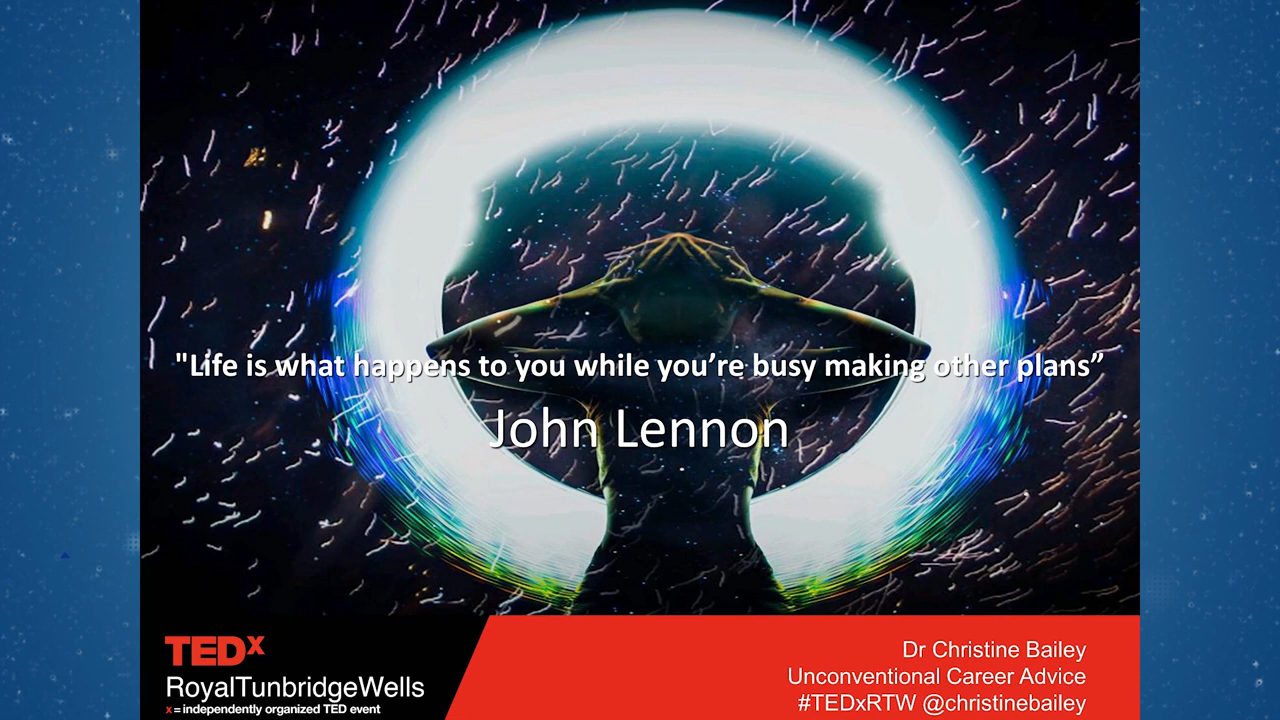 "Life is what happens to you while you’re busy making other plans”
John Lennon
TEDx
RoyalTunbridgeWells
x = independently organized TED event
Dr Christine Bailey
Unconventional Career Advice
#TEDxRTW @christinebailey